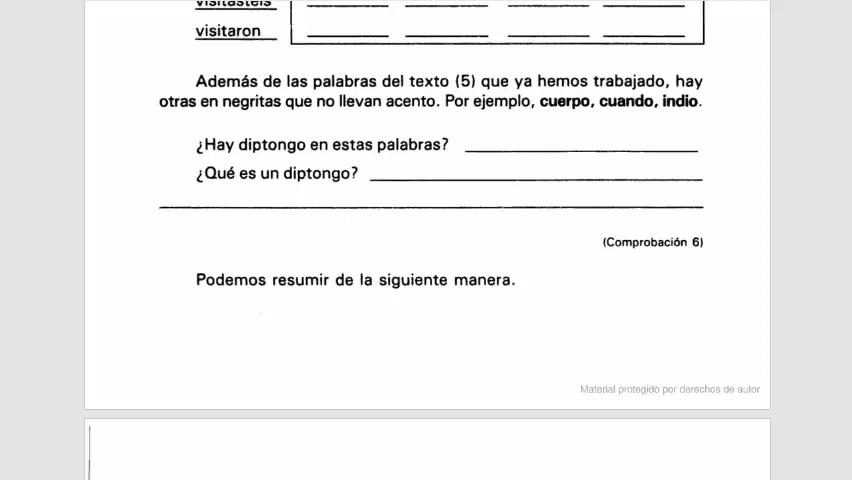 visitasteis
visitaron
Además de las palabras del texto (5) que ya hemos trabajado, hay
otras en negritas que no llevan acento. Por ejemplo, cuerpo, cuando, indio.
¿Hay diptongo en estas palabras?
¿Qué es un diptongo?
(Comprobación 6)
Podemos resumir de la siguiente manera.
Material protegido por derechos de autor